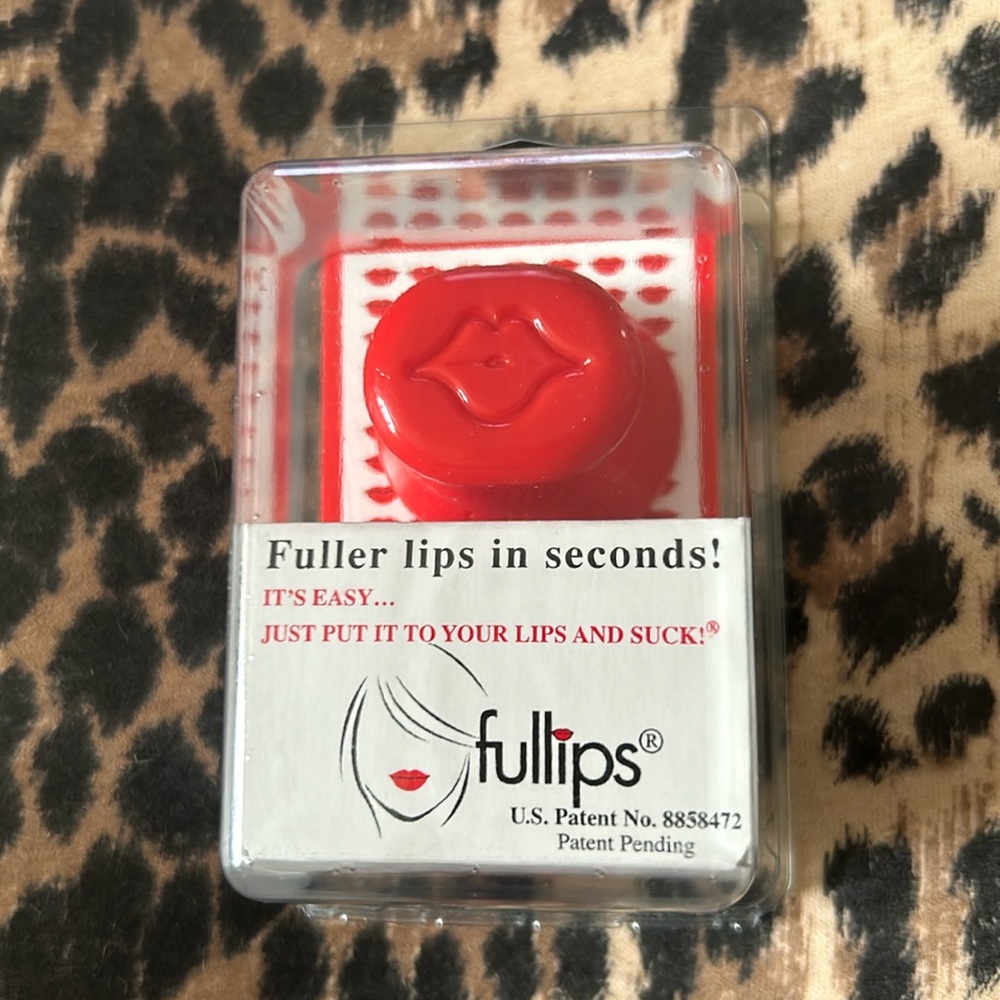 Fuller lips in seconds!
IT'S EASY...
JUST PUT IT TO YOUR LIPS AND SUCK!®
fullips®
U.S. Patent No. 8858472
Patent Pending